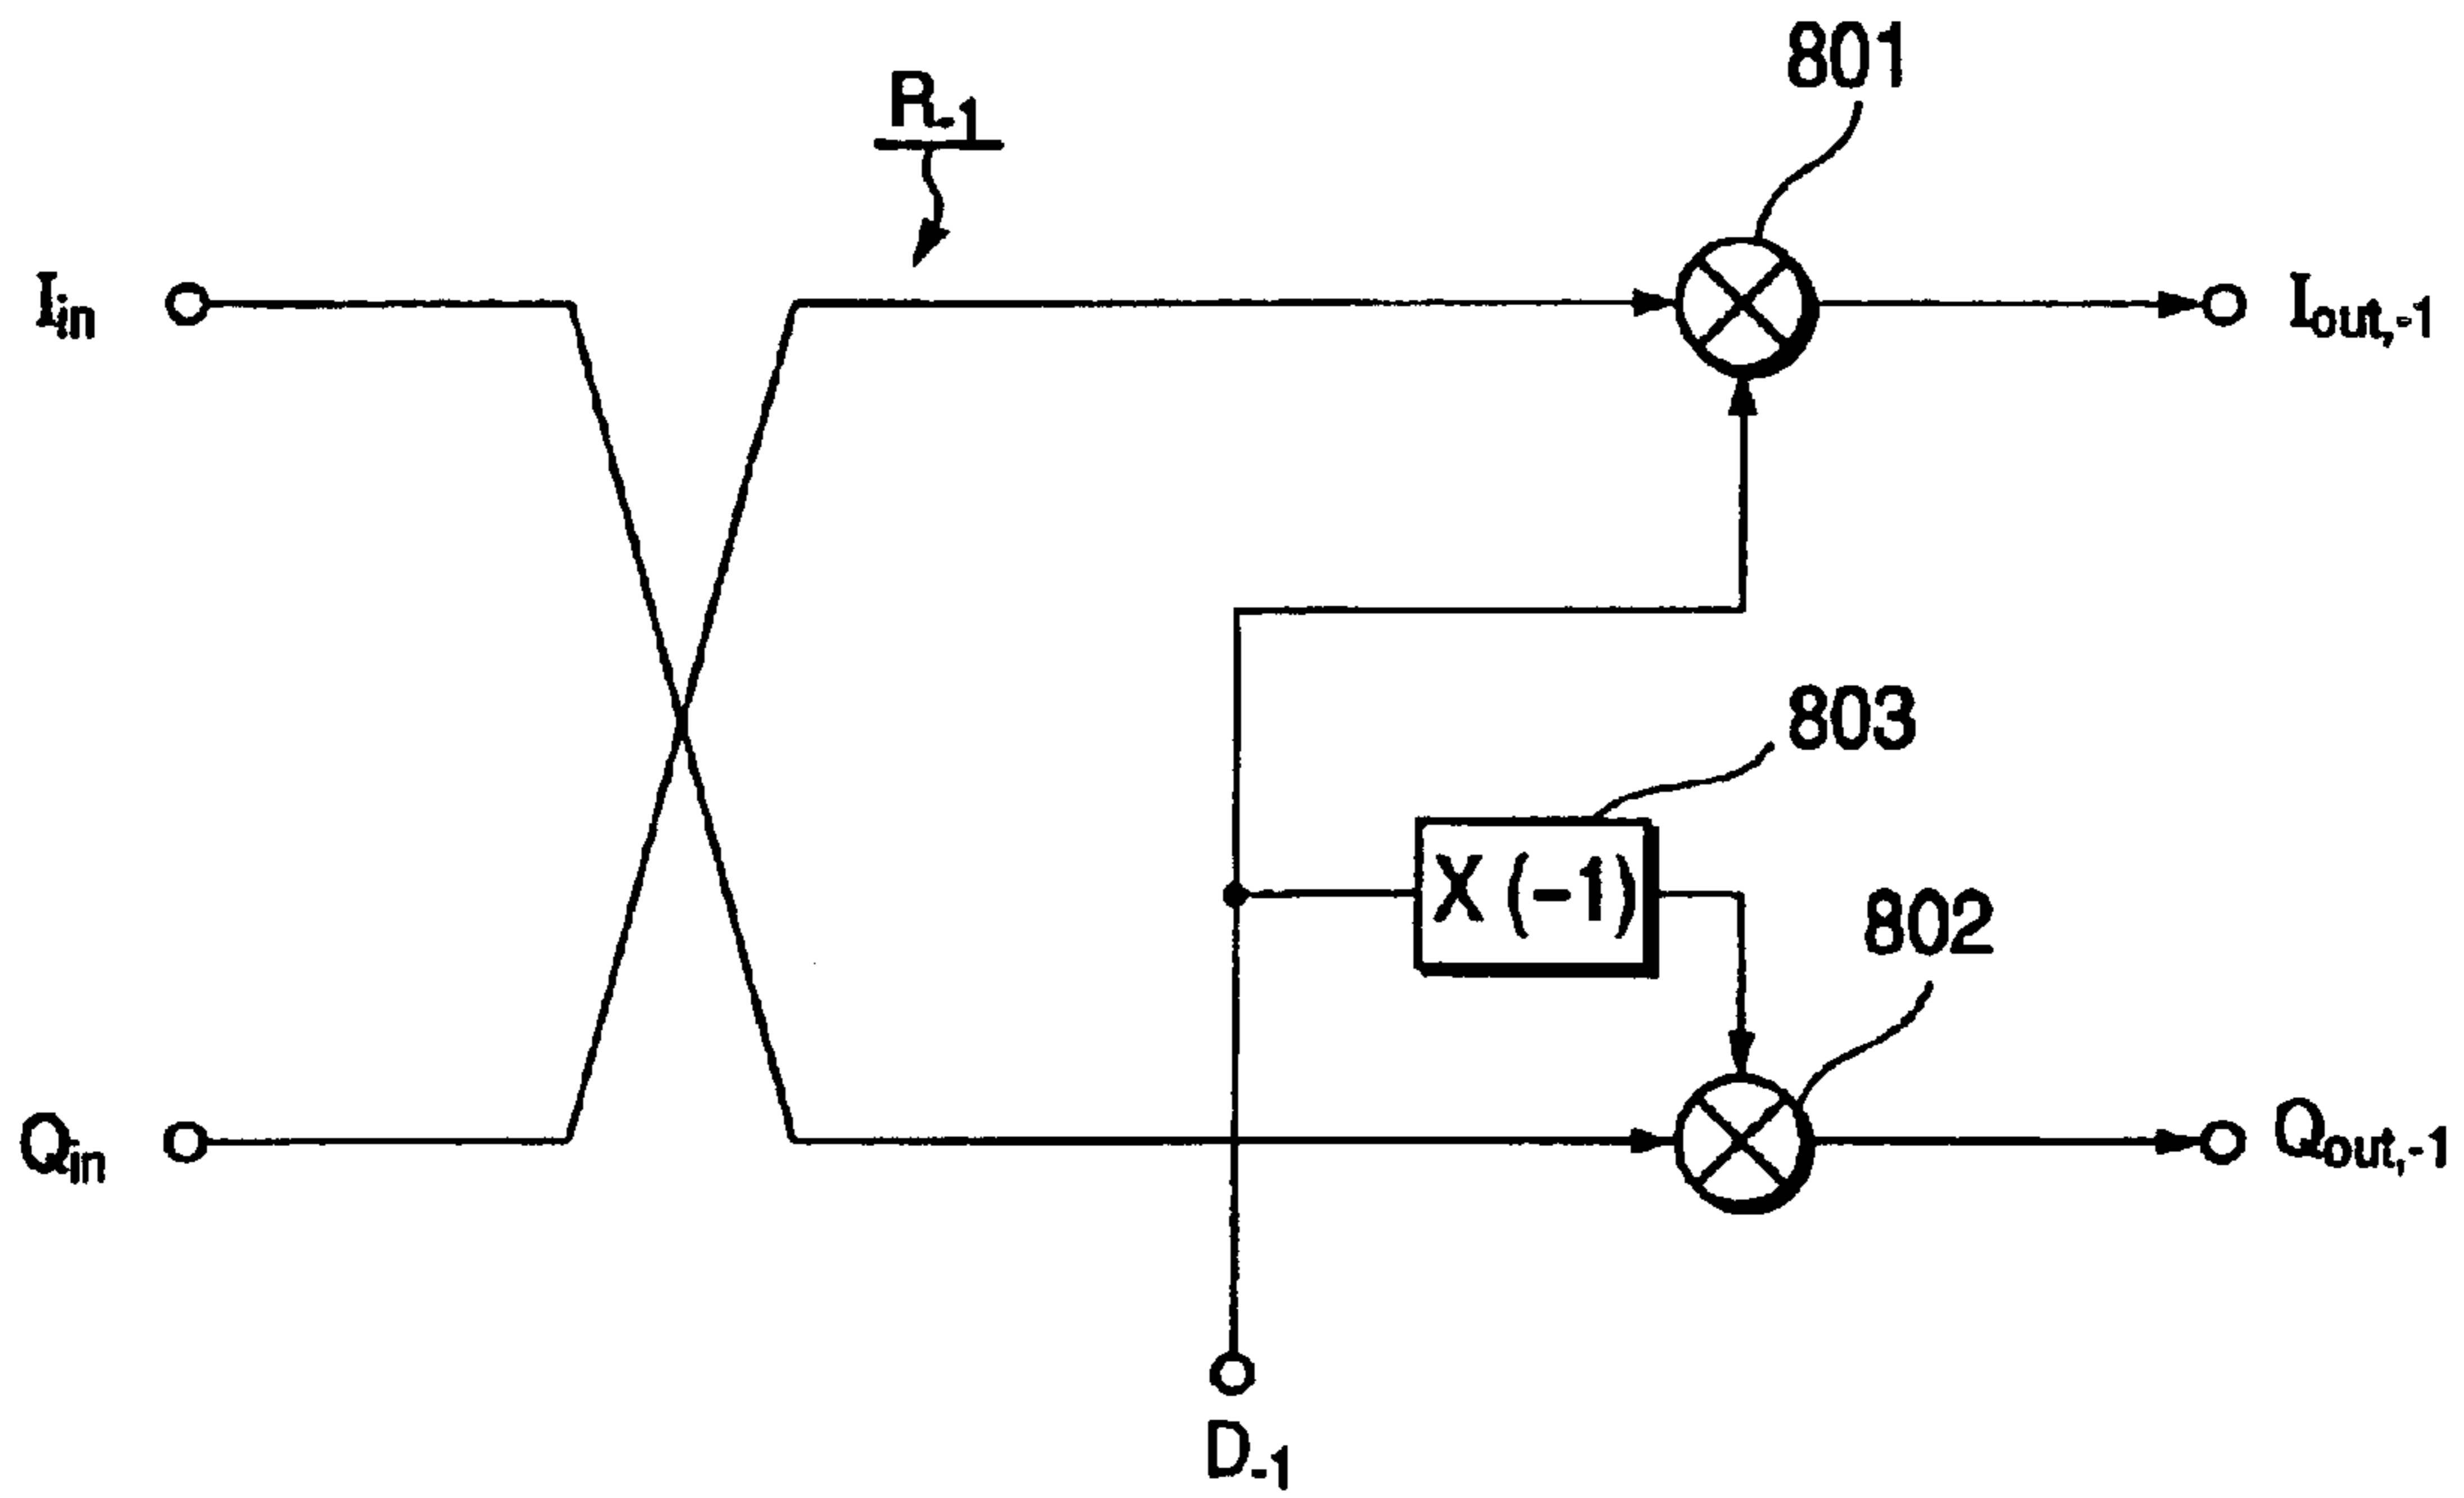 801
R-1
Iin
Iout,-1
803
X (-1)
802
Qin
Qout,-1
D-1